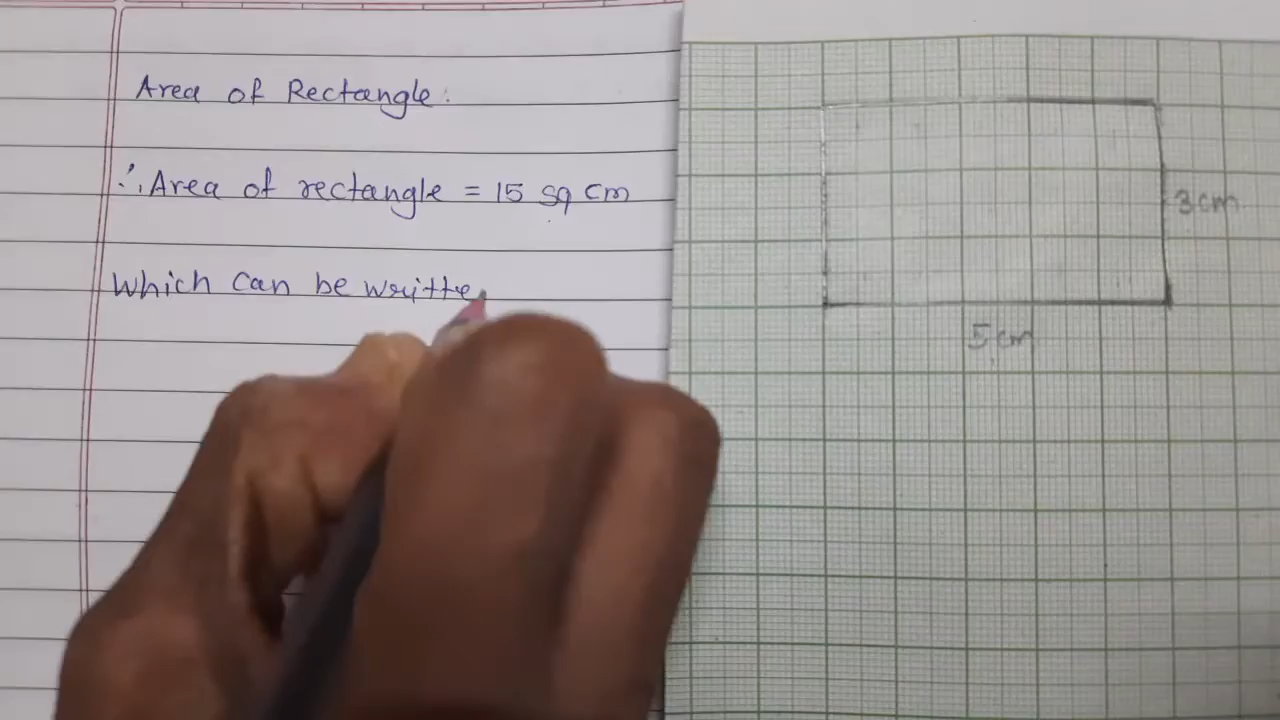 Area of Rectangle:
∴ Area of rectangle = 15 sq cm
Which can be writte
3cm
5cm